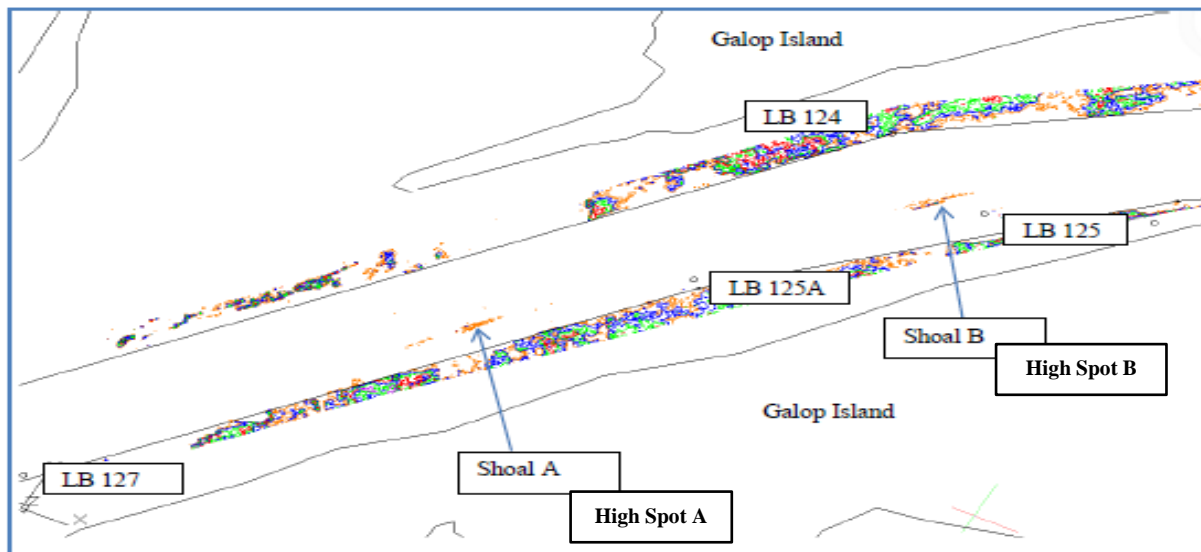 Galop Island
LB 124
LB 125
LB 125A
Shoal B
High Spot B
Galop Island
Shoal A
LB 127
High Spot A